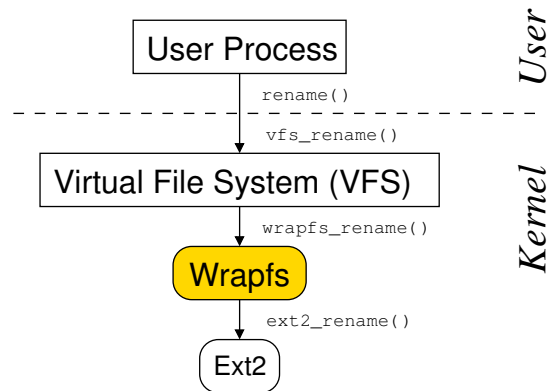 User Process
User
rename()
vfs_rename()
Virtual File System (VFS)
wrapfs_rename()
Kernel
Wrapfs
ext2_rename()
Ext2